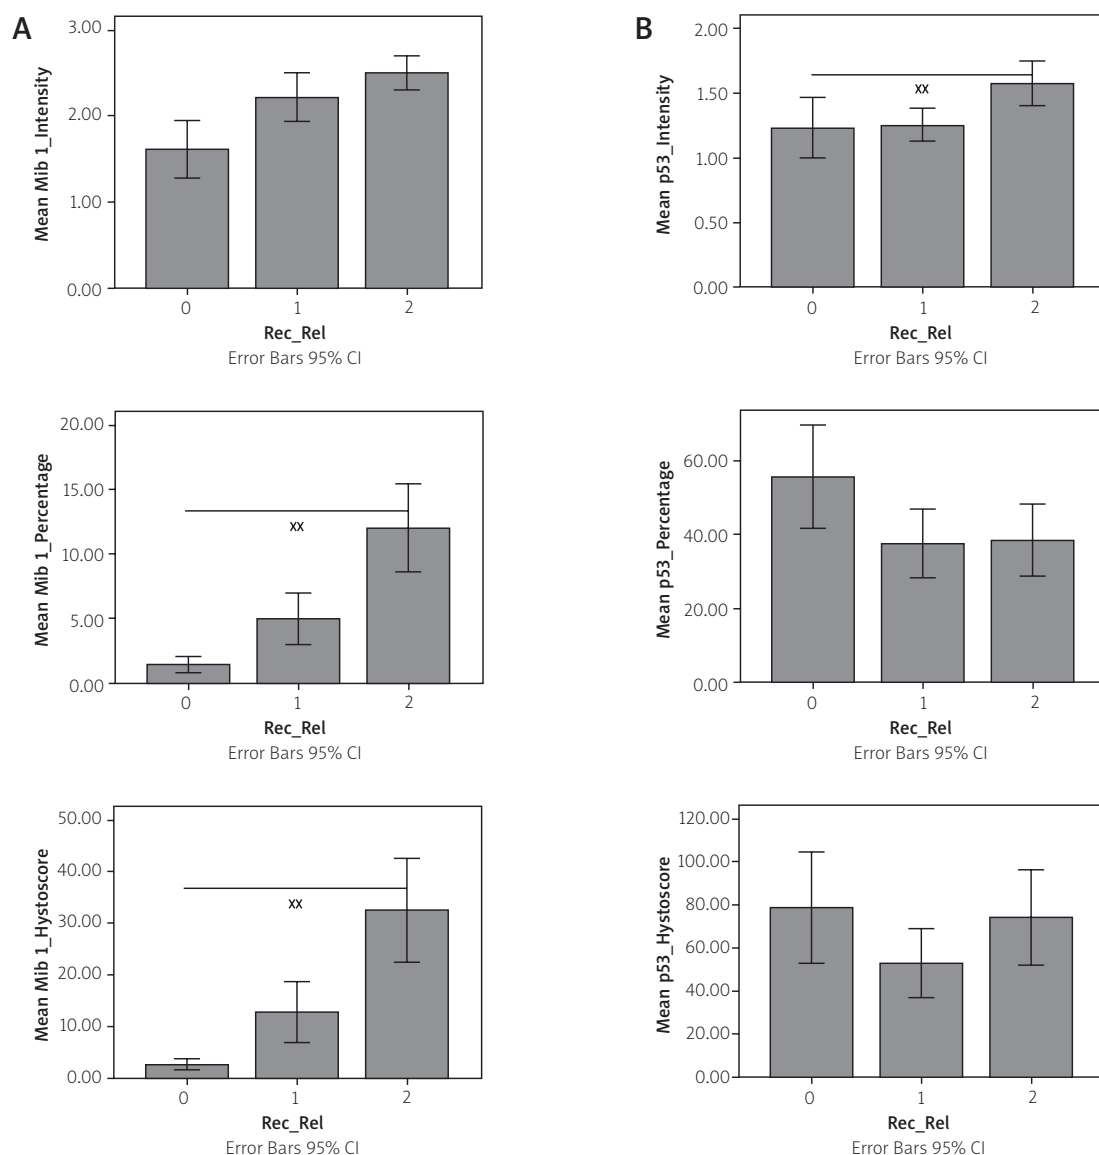 A
Mean Mib 1_Intensity
3.00
2.00
1.00
0.00
0 1 2
Rec_Rel
Error Bars 95% CI
B
Mean p53_Intensity
2.00
1.50
1.00
0.50
0.00
xx
0 1 2
Rec_Rel
Error Bars 95% CI
Mean Mib 1_Percentage
20.00
15.00
10.00
5.00
0.00
xx
0 1 2
Rec_Rel
Error Bars 95% CI
Mean p53_Percentage
60.00
40.00
20.00
0.00
0 1 2
Rec_Rel
Error Bars 95% CI
Mean Mib 1_Hystoscore
50.00
40.00
30.00
20.00
10.00
0.00
xx
0 1 2
Rec_Rel
Error Bars 95% CI
Mean p53_Hystoscore
120.00
100.00
80.00
60.00
40.00
20.00
0.00
0 1 2
Rec_Rel
Error Bars 95% CI